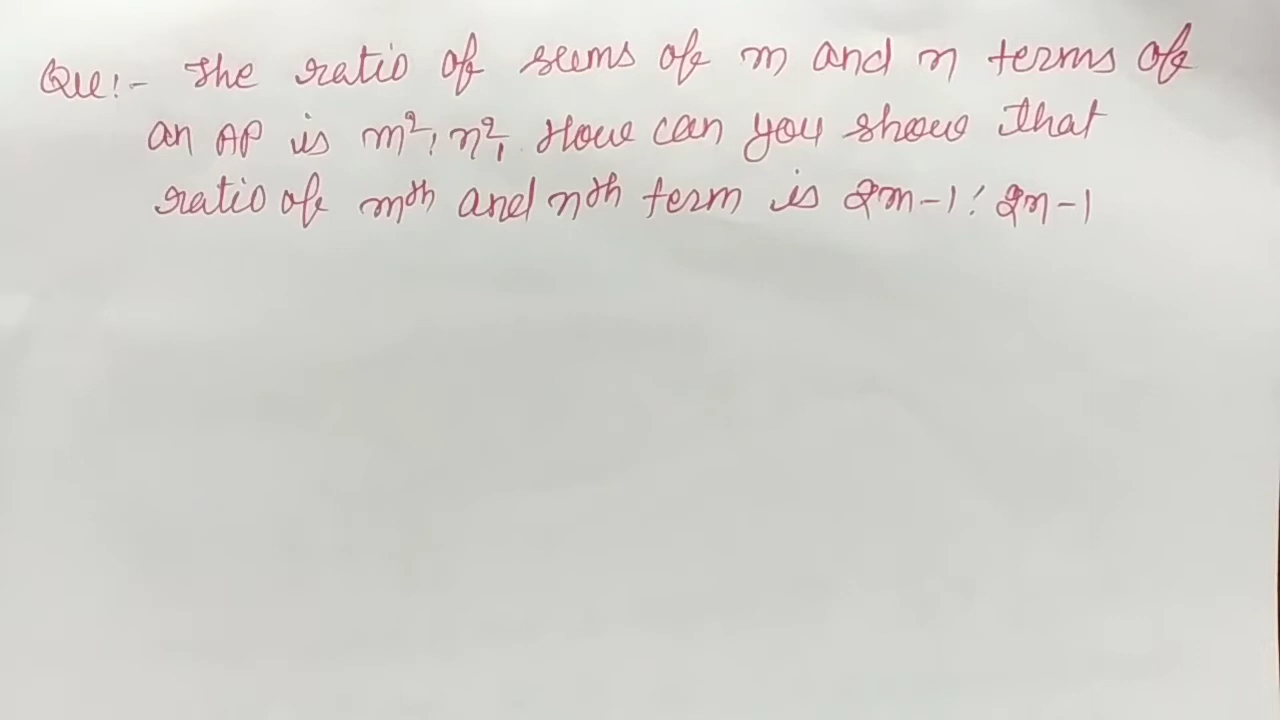 Que:- The ratio of sums of m and n terms of
an AP is m²:n². How can you show that
ratio of mth and nth term is 2m-1: 2n-1